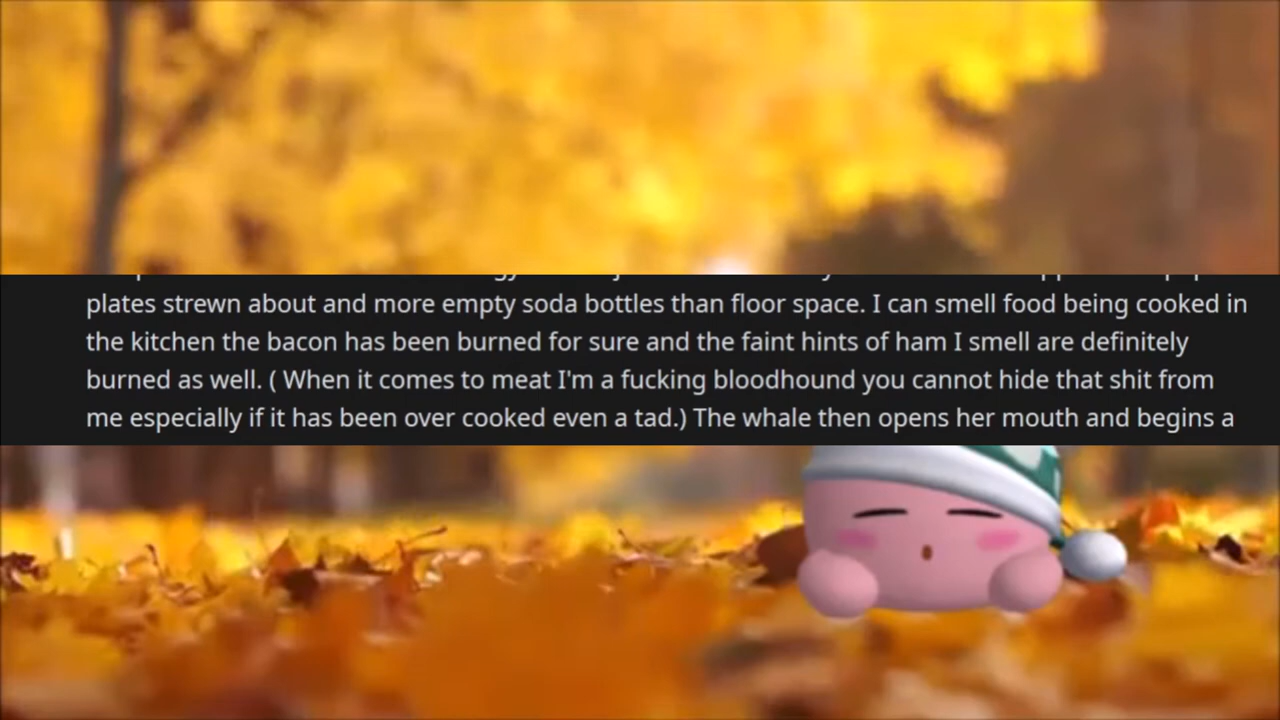 plates strewn about and more empty soda bottles than floor space. I can smell food being cooked in
the kitchen the bacon has been burned for sure and the faint hints of ham I smell are definitely
burned as well. ( When it comes to meat I'm a fucking bloodhound you cannot hide that shit from
me especially if it has been over cooked even a tad.) The whale then opens her mouth and begins a